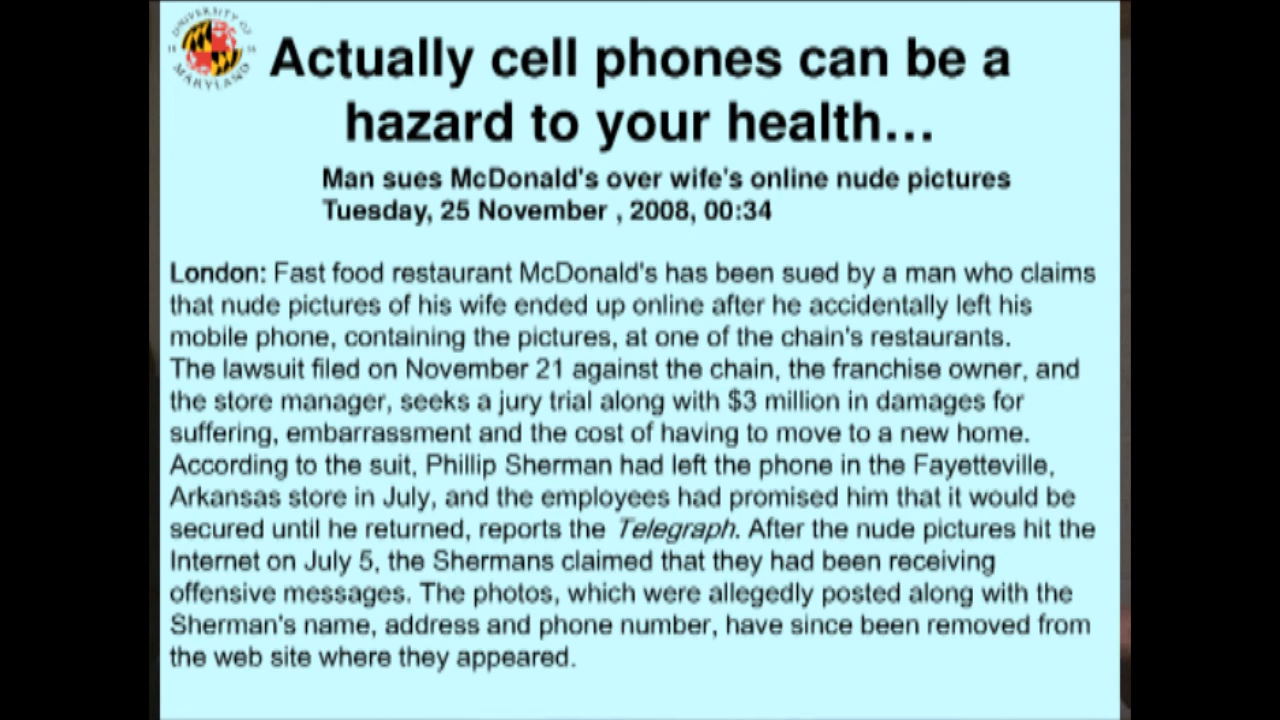 UNIVERSITY OF
18 56
MARYLAND
Actually cell phones can be a
hazard to your health...
Man sues McDonald's over wife's online nude pictures
Tuesday, 25 November , 2008, 00:34
London: Fast food restaurant McDonald's has been sued by a man who claims
that nude pictures of his wife ended up online after he accidentally left his
mobile phone, containing the pictures, at one of the chain's restaurants.
The lawsuit filed on November 21 against the chain, the franchise owner, and
the store manager, seeks a jury trial along with $3 million in damages for
suffering, embarrassment and the cost of having to move to a new home.
According to the suit, Phillip Sherman had left the phone in the Fayetteville,
Arkansas store in July, and the employees had promised him that it would be
secured until he returned, reports the Telegraph. After the nude pictures hit the
Internet on July 5, the Shermans claimed that they had been receiving
offensive messages. The photos, which were allegedly posted along with the
Sherman's name, address and phone number, have since been removed from
the web site where they appeared.